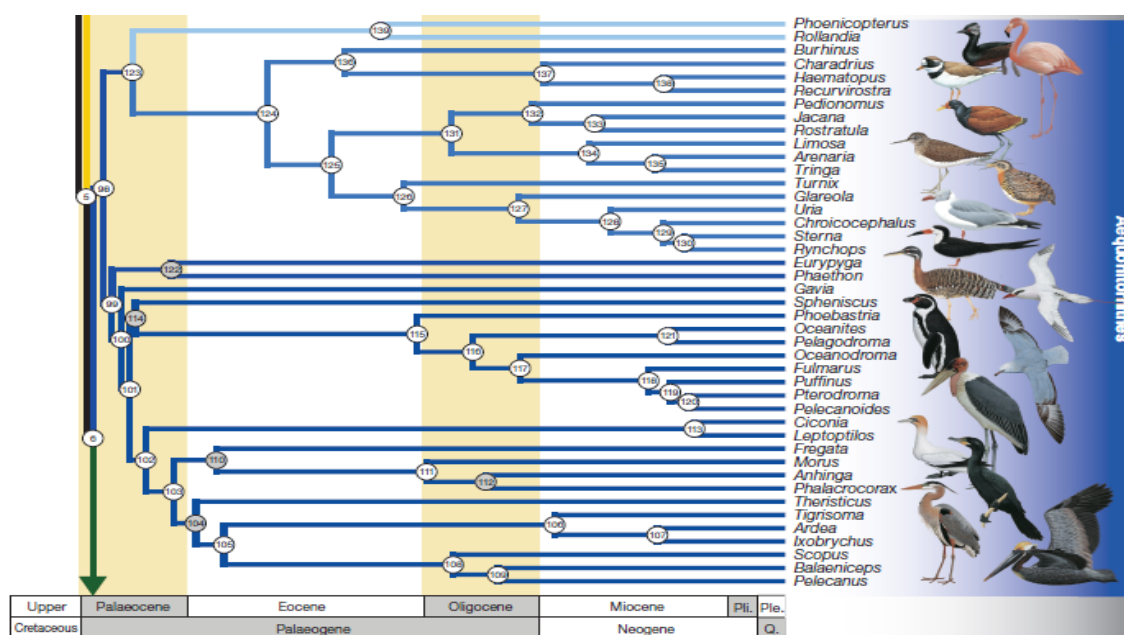 Phoenicopterus
139
Rollandia
Burhinus
136
Charadrius
123
137
Haematopus
138
Recurvirostra
Pedionomus
124
132
Jacana
133
Rostratula
131
Limosa
134
Arenaria
125
135
Tringa
Turnix
98
5
126
Glareola
127
Uria
128
Chroicocephalus
129
Sterna
130
Rynchops
Eurypyga
122
Phaethon
Gavia
99
Spheniscus
114
Phoebastria
100
115
Oceanites
121
Pelagodroma
116
Oceanodroma
117
Fulmarus
118
Puffinus
101
119
Pterodroma
120
Pelecanoides
Ciconia
113
6
Leptoptilos
Fregata
102
110
Morus
111
Anhinga
103
112
Phalacrocorax
Theristicus
104
Tigrisoma
106
Ardea
105
107
Ixobrychus
Scopus
108
Balaeniceps
109
Pelecanus
Upper Palaeocene Eocene Oligocene Miocene Pli. Ple.
Cretaceous Palaeogene Neogene Q.